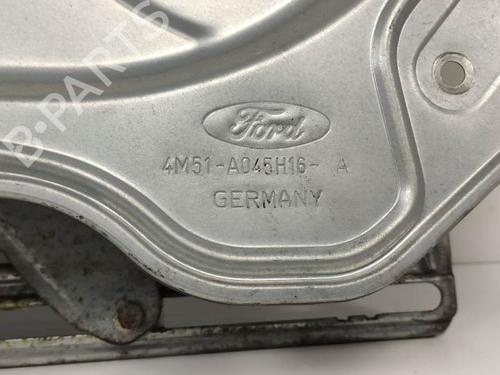 B-PARTS
Ford
4M51-A045H16- A
GERMANY